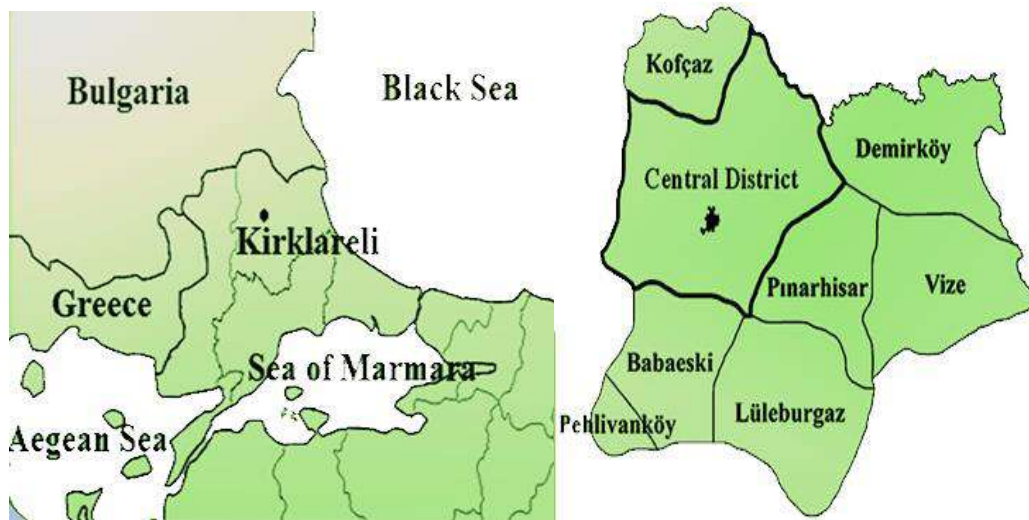 Bulgaria
Black Sea
Kirklareli
Greece
Sea of Marmara
Aegean Sea
Kofçaz
Demirköy
Central District
Pınarhisar
Vize
Babaeski
Pehlivanköy
Lüleburgaz